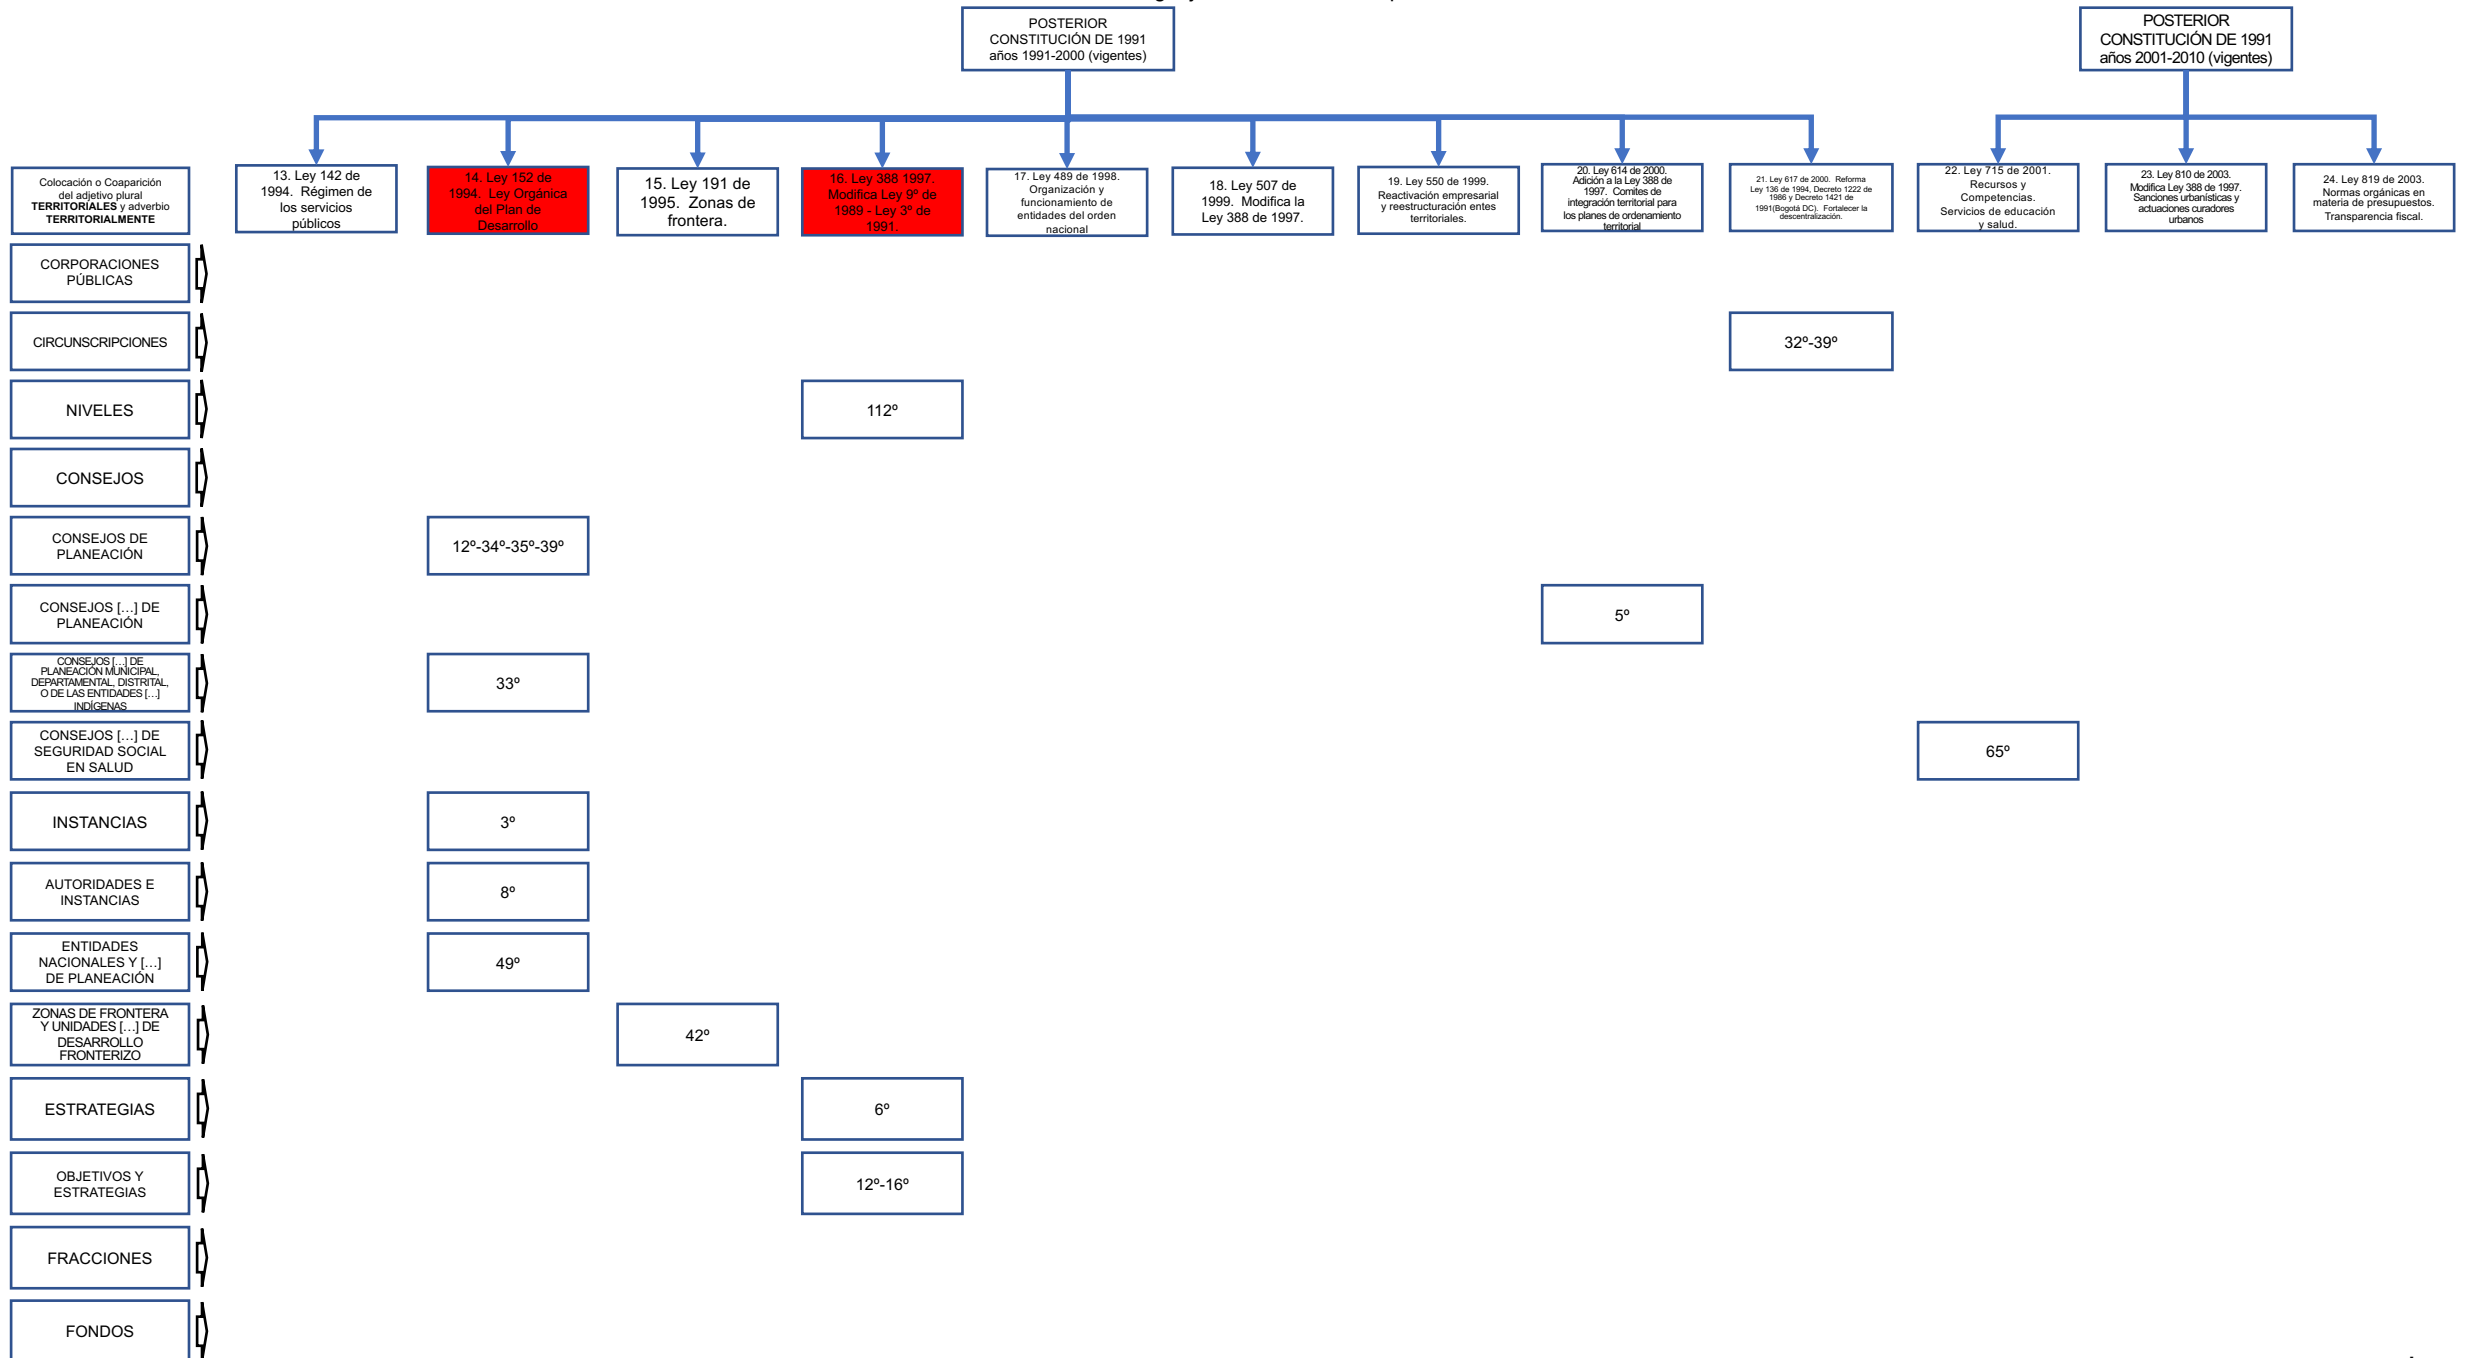 POSTERIOR
CONSTITUCIÓN DE 1991
años 1991-2000 (vigentes)
POSTERIOR
CONSTITUCIÓN DE 1991
años 2001-2010 (vigentes)
Colocación o Coaparición
del adjetivo plural
TERRITORIALES y adverbio
TERRITORIALMENTE
13. Ley 142 de
1994. Régimen de
los servicios
públicos
14. Ley 152 de
1994. Ley Orgánica
del Plan de
Desarrollo
15. Ley 191 de
1995. Zonas de
frontera.
16. Ley 388 1997.
Modifica Ley 9º de
1989 - Ley 3º de
1991.
17. Ley 489 de 1998.
Organización y
funcionamiento de
entidades del orden
nacional
18. Ley 507 de
1999. Modifica la
Ley 388 de 1997.
19. Ley 550 de 1999.
Reactivación empresarial
y reestructuración entes
territoriales.
20. Ley 614 de 2000.
Adición a la Ley 388 de
1997. Comites de
integración territorial para
los planes de ordenamiento
territorial
21. Ley 617 de 2000. Reforma
Ley 136 de 1994, Decreto 1222 de
1986 y Decreto 1421 de
1991(Bogotá DC). Fortalecer la
descentralización.
22. Ley 715 de 2001.
Recursos y
Competencias.
Servicios de educación
y salud.
23. Ley 810 de 2003.
Modifica Ley 388 de 1997.
Sanciones urbanísticas y
actuaciones curadores
urbanos
24. Ley 819 de 2003.
Normas orgánicas en
materia de presupuestos.
Transparencia fiscal.
CORPORACIONES
PÚBLICAS
CIRCUNSCRIPCIONES
32º-39º
NIVELES
112º
CONSEJOS
CONSEJOS DE
PLANEACIÓN
12º-34º-35º-39º
CONSEJOS […] DE
PLANEACIÓN
5º
CONSEJOS […] DE
PLANEACIÓN MUNICIPAL,
DEPARTAMENTAL, DISTRITAL,
O DE LAS ENTIDADES […]
INDÍGENAS
33º
CONSEJOS […] DE
SEGURIDAD SOCIAL
EN SALUD
65º
INSTANCIAS
3º
AUTORIDADES E
INSTANCIAS
8º
ENTIDADES
NACIONALES Y […]
DE PLANEACIÓN
49º
ZONAS DE FRONTERA
Y UNIDADES […] DE
DESARROLLO
FRONTERIZO
42º
ESTRATEGIAS
6º
OBJETIVOS Y
ESTRATEGIAS
12º-16º
FRACCIONES
FONDOS